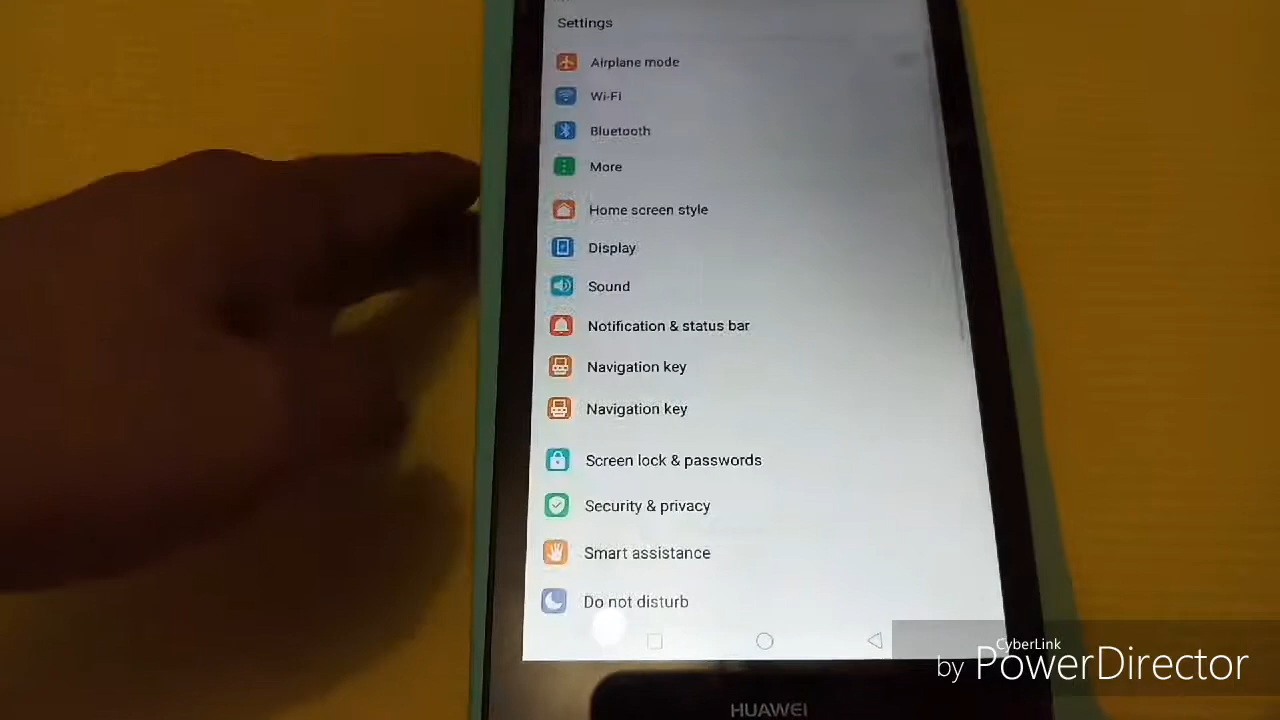 Settings
Airplane mode
Wi-Fi
Bluetooth
More
Home screen style
Display
Sound
Notification & status bar
Navigation key
Navigation key
Screen lock & passwords
Security & privacy
Smart assistance
Do not disturb
CyberLink
by PowerDirector
HUAWEI